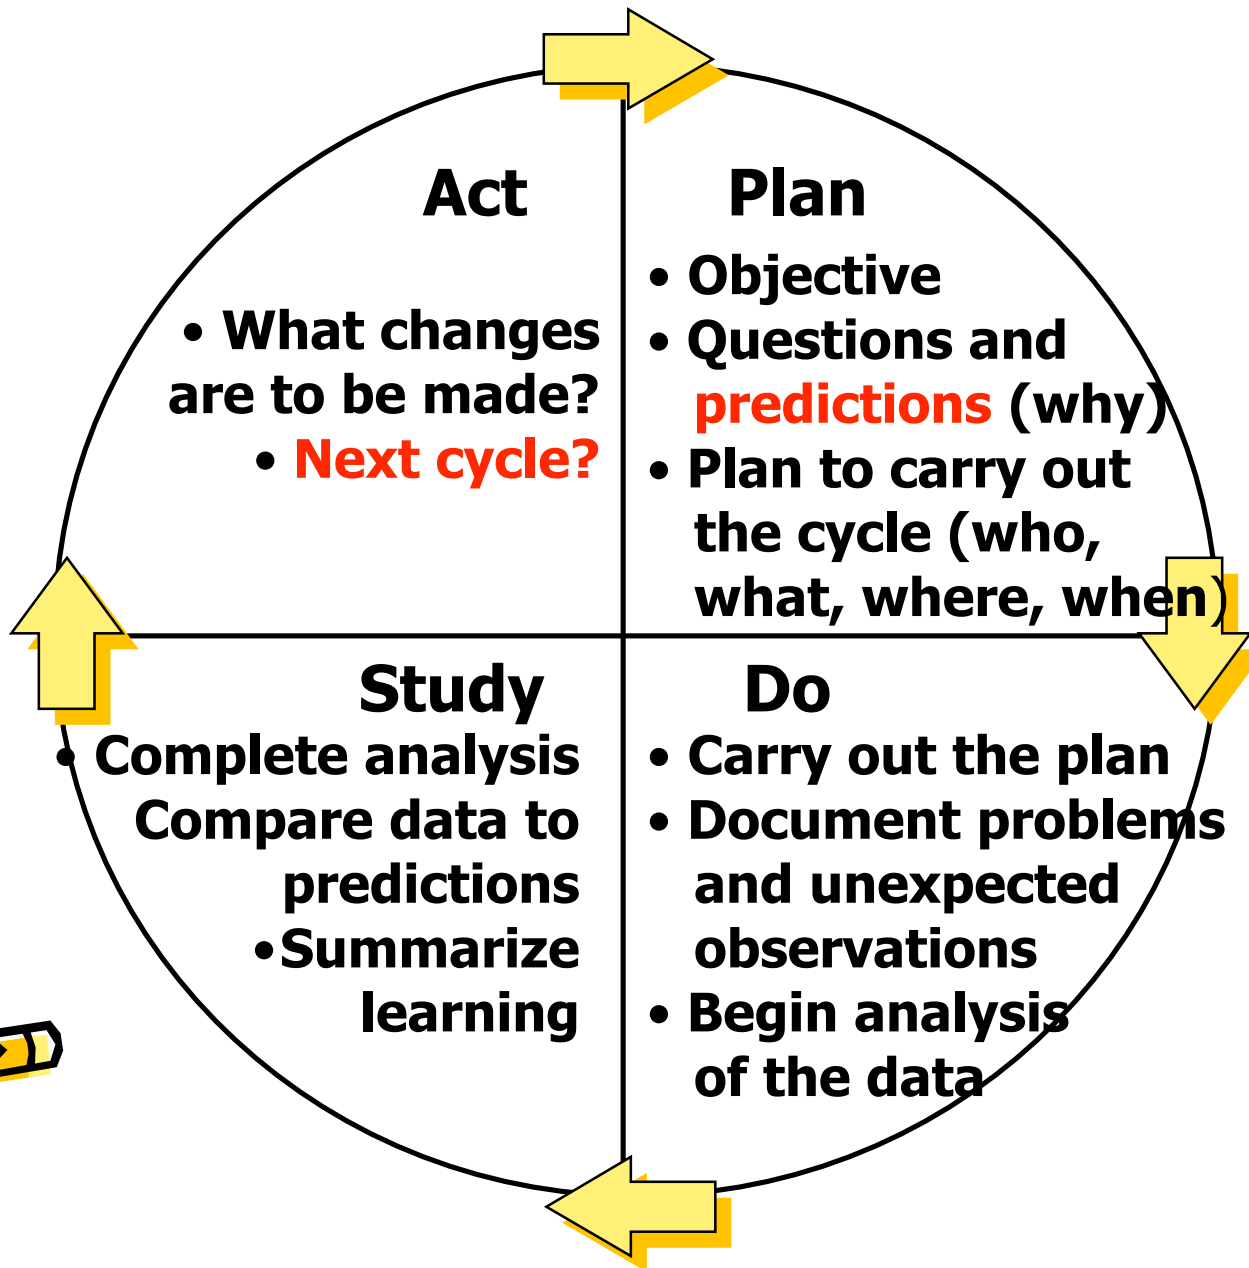 Act
• What changes
are to be made?
• Next cycle?
Plan
• Objective
• Questions and
predictions (why)
• Plan to carry out
the cycle (who,
what, where, when)
Study
• Complete analysis
Compare data to
predictions
•Summarize
learning
Do
• Carry out the plan
• Document problems
and unexpected
observations
• Begin analysis
of the data